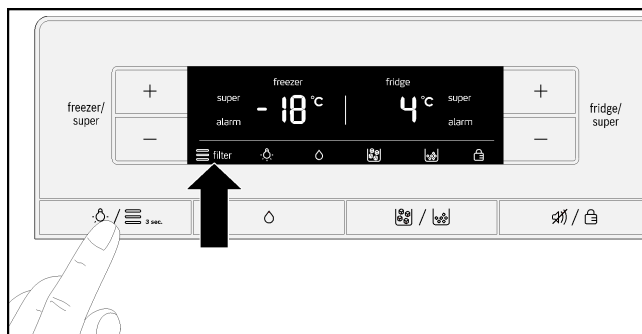 freezer fridge
freezer/
super
+
−
super
alarm
-18 °C
4 °C
super
alarm
+
−
fridge/
super
filter
/ 3 sec.
/
/